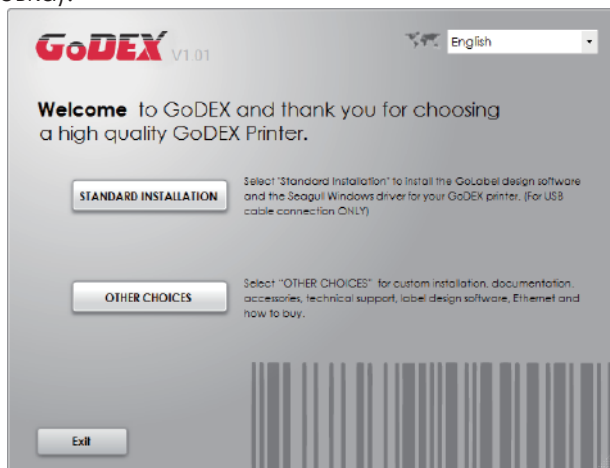 GoDEX V1.01
English
Welcome to GoDEX and thank you for choosing
a high quality GoDEX Printer.
STANDARD INSTALLATION
Select "Standard Installation" to install the GoLabel design software
and the Seagull Windows driver for your GoDEX printer. (For USB
cable connection ONLY)
OTHER CHOICES
Select "OTHER CHOICES" for custom installation, documentation,
accessories, technical support, label design software, Ethernet and
how to buy.
Exit